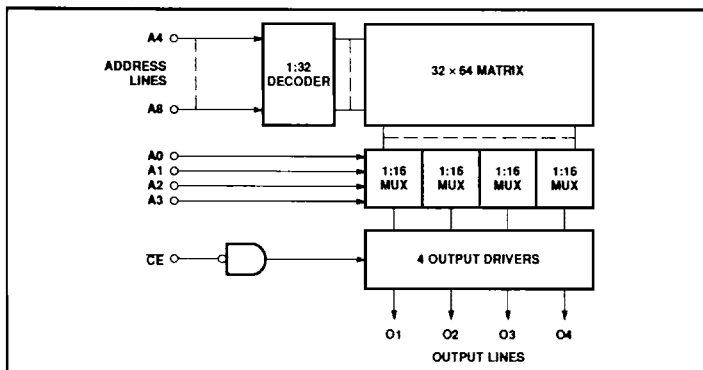 A4
ADDRESS
LINES
A8
1:32
DECODER
32 × 64 MATRIX
A0
A1
A2
A3
1:16
MUX
1:16
MUX
1:16
MUX
1:16
MUX
CE
4 OUTPUT DRIVERS
O1 O2 O3 O4
OUTPUT LINES